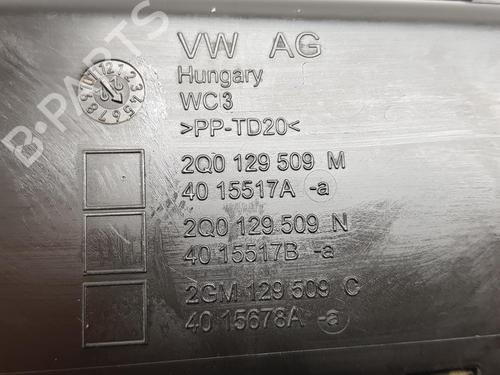 VW AG
Hungary
WC3
>PP-TD20<
2Q0 129 509 M
40 15517A -a
2Q0 129 509 N
40 15517B -a
2GM 129 509 C
40 15678A -a
B-PARTS